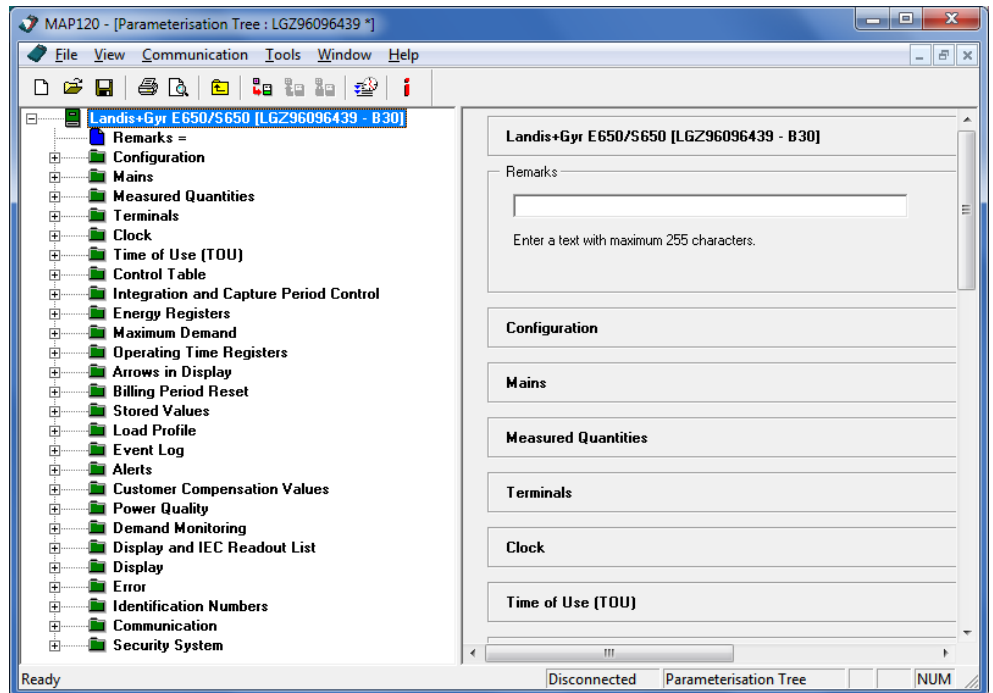 MAP120 - [Parameterisation Tree : LGZ96096439 *]
File View Communication Tools Window Help
Landis+Gyr E650/S650 [LGZ96096439 - B30]
Remarks =
Configuration
Mains
Measured Quantities
Terminals
Clock
Time of Use (TOU)
Control Table
Integration and Capture Period Control
Energy Registers
Maximum Demand
Operating Time Registers
Arrows in Display
Billing Period Reset
Stored Values
Load Profile
Event Log
Alerts
Customer Compensation Values
Power Quality
Demand Monitoring
Display and IEC Readout List
Display
Error
Identification Numbers
Communication
Security System
Landis+Gyr E650/S650 [LGZ96096439 - B30]
Remarks
Enter a text with maximum 255 characters.
Configuration
Mains
Measured Quantities
Terminals
Clock
Time of Use (TOU)
Ready Disconnected Parameterisation Tree NUM